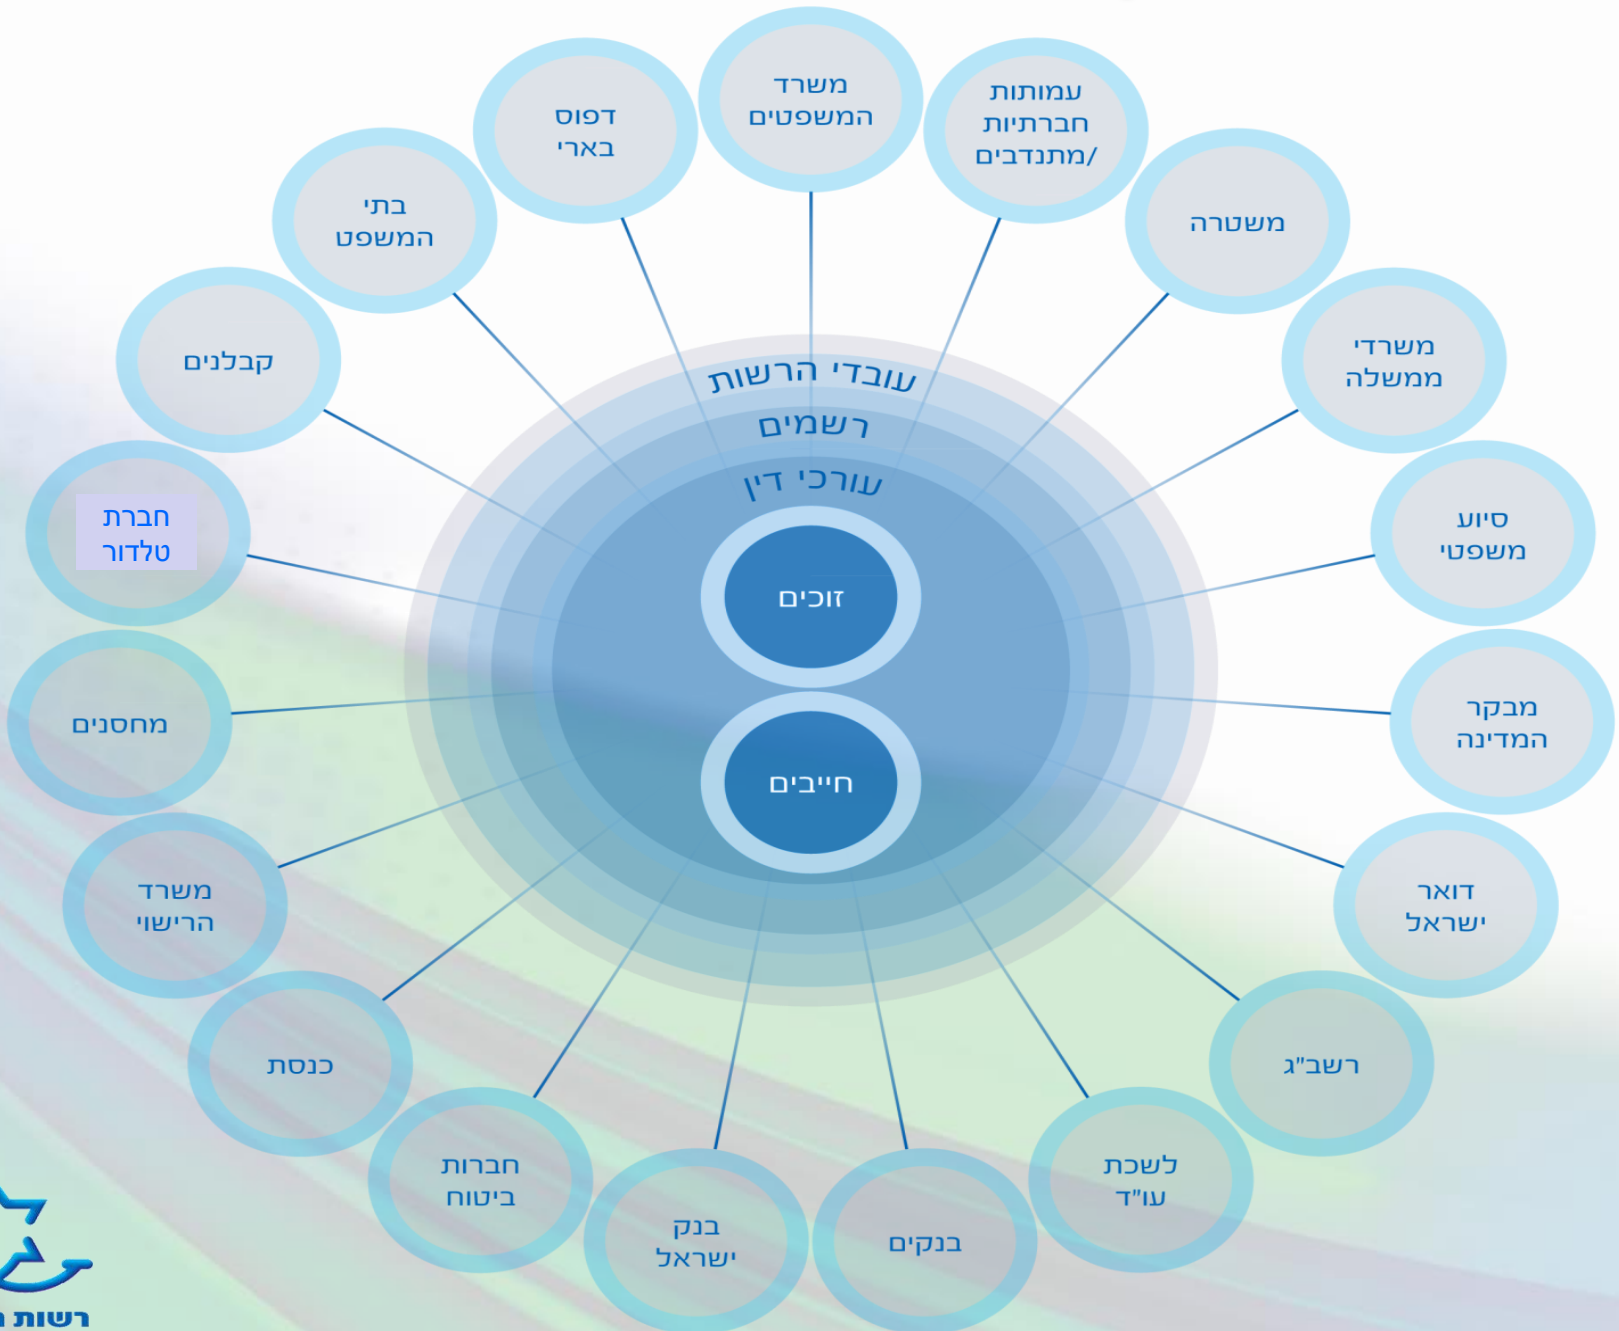 משרד
המשפטים
עמותות
חברתיות
/מתנדבים
משטרה
משרדי
ממשלה
סיוע
משפטי
מבקר
המדינה
דואר
ישראל
רשב"ג
לשכת
עו"ד
בנקים
בנק
ישראל
חברות
ביטוח
כנסת
משרד
הרישוי
מחסנים
חברת
טלדור
קבלנים
בתי
המשפט
דפוס
בארי
עובדי הרשות
רשמים
עורכי דין
זוכים
חייבים
רשות